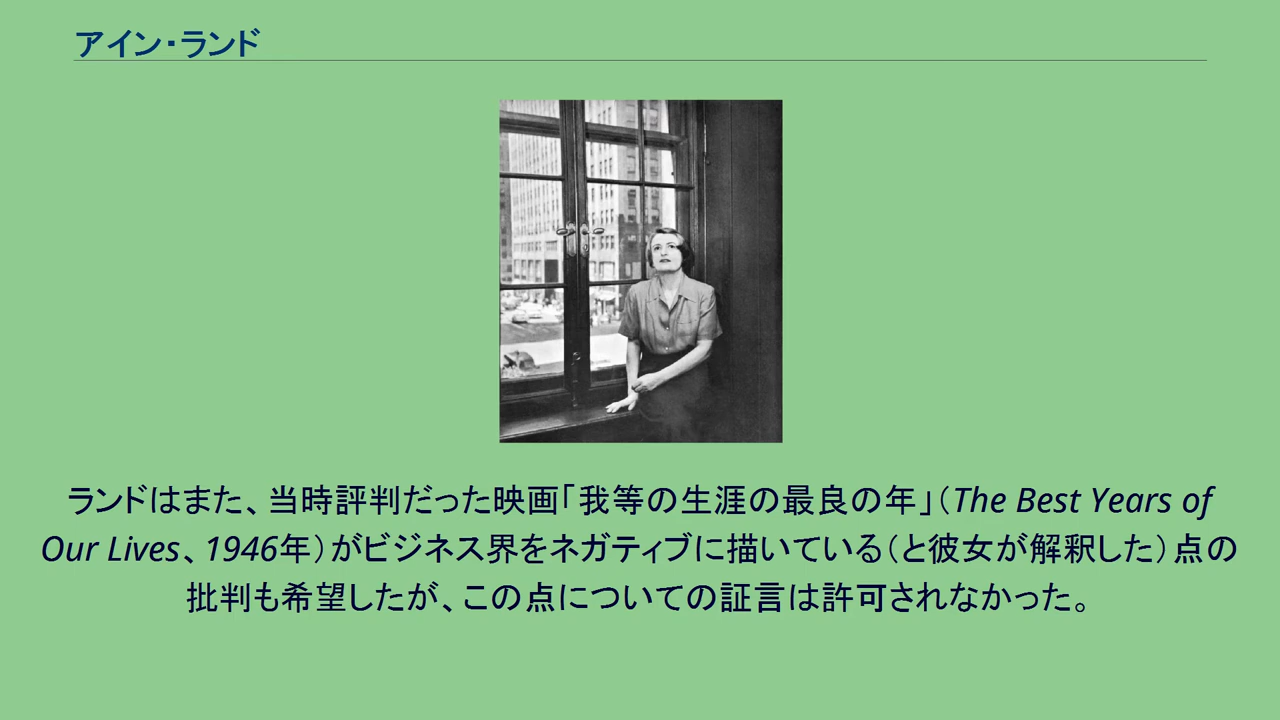 アイン・ランド
ランドはまた、当時評判だった映画「我等の生涯の最良の年」（The Best Years of
Our Lives、1946年）がビジネス界をネガティブに描いている（と彼女が解釈した）点の
批判も希望したが、この点についての証言は許可されなかった。